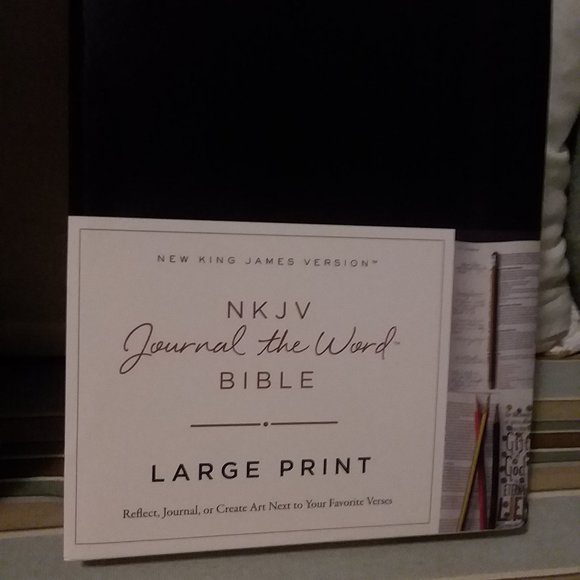 NEW KING JAMES VERSION™
NKJV
Journal the Word™
BIBLE
LARGE PRINT
Reflect, Journal, or Create Art Next to Your Favorite Verses